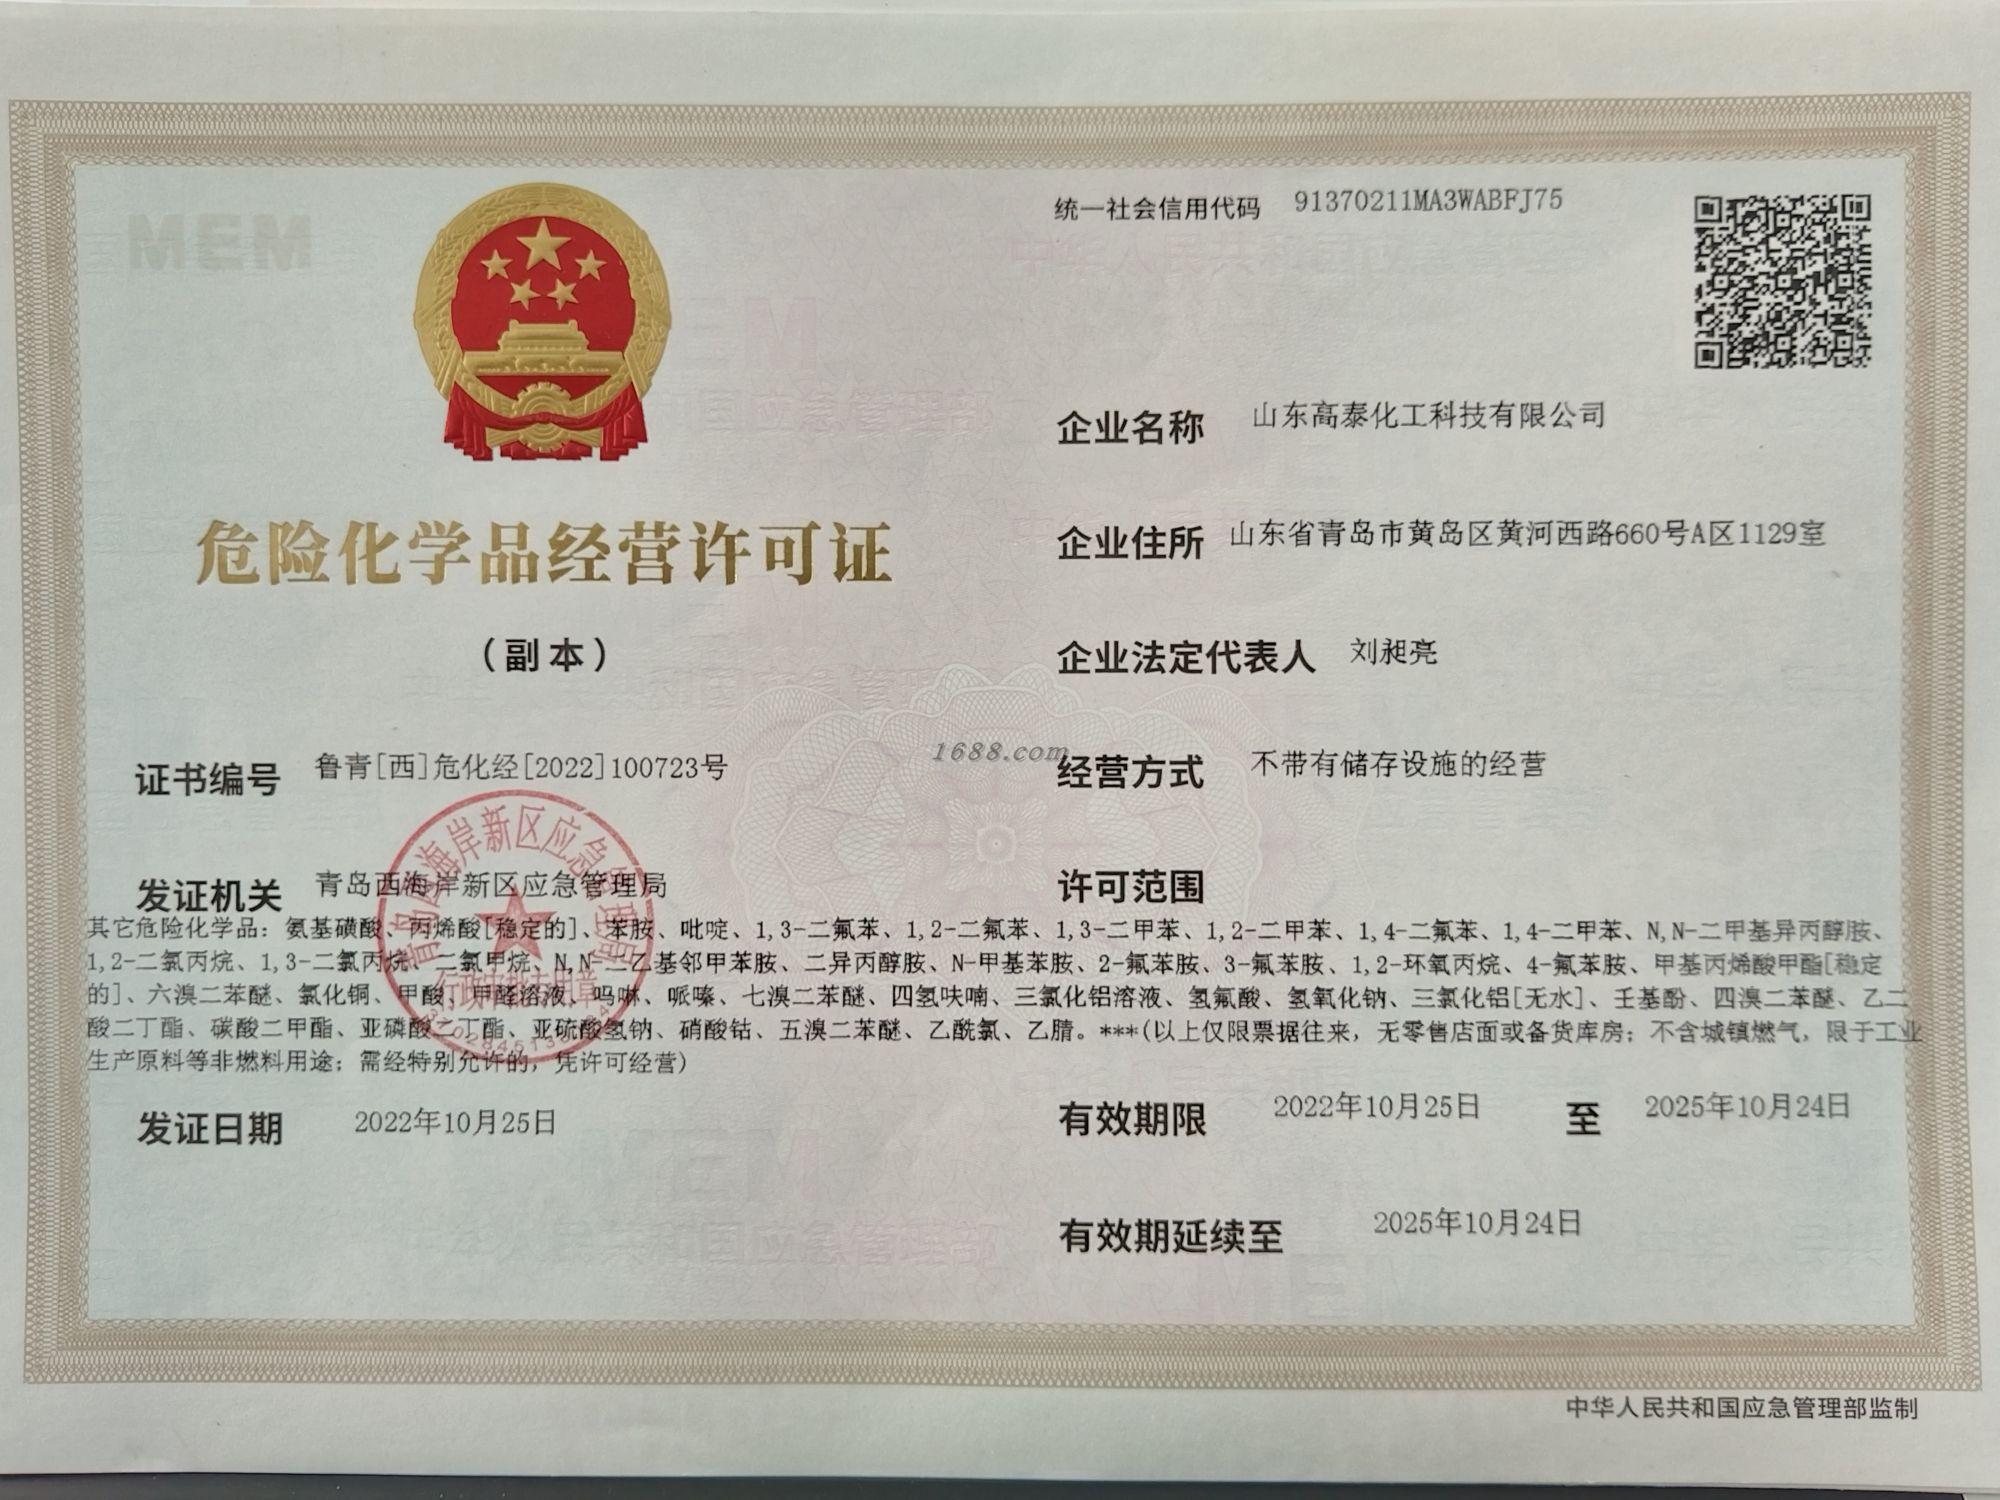 MEM
统一社会信用代码 91370211MA3WABFJ75
企业名称 山东高泰化工科技有限公司
危险化学品经营许可证
（副本）
企业住所 山东省青岛市黄岛区黄河西路660号A区1129室
企业法定代表人 刘昶亮
证书编号 鲁青[西]危化经[2022]100723号
1688.com
经营方式 不带有储存设施的经营
发证机关 青岛西海岸新区应急管理局
许可范围
其它危险化学品：氨基磺酸、丙烯酸[稳定的]、苯胺、吡啶、1,3-二氟苯、1,2-二氟苯、1,3-二甲苯、1,2-二甲苯、1,4-二氟苯、1,4-二甲苯、N,N-二甲基异丙醇胺、
1,2-二氯丙烷、1,3-二氯丙烷、二氯甲烷、N,N-二乙基邻甲苯胺、二异丙醇胺、N-甲基苯胺、2-氟苯胺、3-氟苯胺、1,2-环氧丙烷、4-氟苯胺、甲基丙烯酸甲酯[稳定
的]、六溴二苯醚、氯化铜、甲酸、甲醛溶液、吗啉、哌嗪、七溴二苯醚、四氢呋喃、三氯化铝溶液、氢氟酸、氢氧化钠、三氯化铝[无水]、壬基酚、四溴二苯醚、乙二
酸二丁酯、碳酸二甲酯、亚磷酸二丁酯、亚硫酸氢钠、硝酸钴、五溴二苯醚、乙酰氯、乙腈。***(以上仅限票据往来，无零售店面或备货库房；不含城镇燃气，限于工业
生产原料等非燃料用途；需经特别允许的，凭许可经营)
青岛西海岸新区应急管理局
行政审批专用章
发证日期 2022年10月25日
有效期限 2022年10月25日 至 2025年10月24日
有效期延续至 2025年10月24日
中华人民共和国应急管理部监制